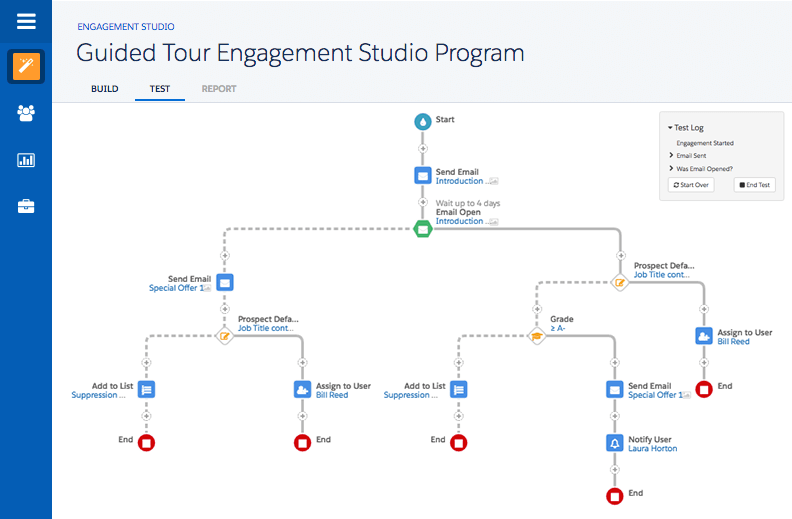 ENGAGEMENT STUDIO
Guided Tour Engagement Studio Program
BUILD
TEST
REPORT
Start
Test Log
Engagement Started
Email Sent
Was Email Opened?
Start Over
End Test
Send Email
Introduction ...
Wait up to 4 days
Email Open
Introduction ...
Prospect Defa...
Job Title cont...
Send Email
Special Offer 1
Prospect Defa...
Job Title cont...
Grade
≥ A-
Assign to User
Bill Reed
Add to List
Suppression ...
Assign to User
Bill Reed
Add to List
Suppression ...
Send Email
Special Offer 1
End
End
End
End
Notify User
Laura Horton
End